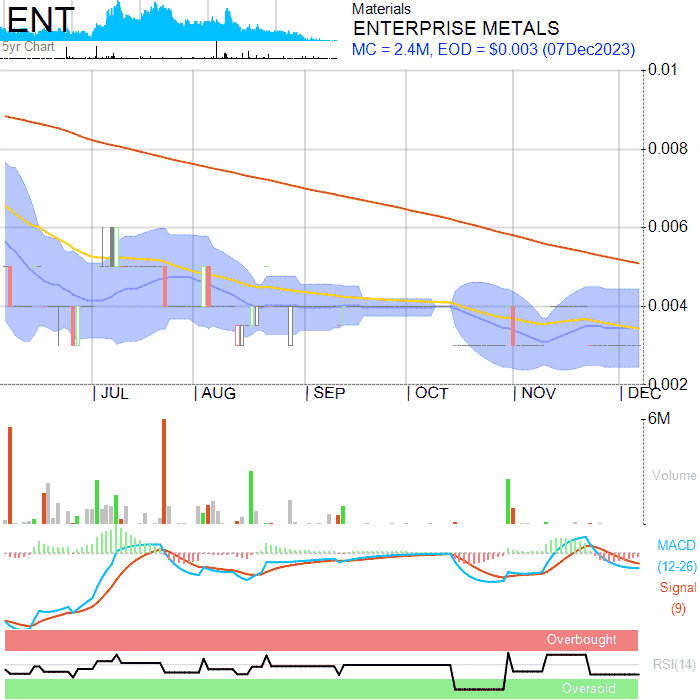 ENT
5yr Chart
Materials
ENTERPRISE METALS
MC = 2.4M, EOD = $0.003 (07Dec2023)
0.01
0.008
0.006
0.004
0.002
JUL
AUG
SEP
OCT
NOV
DEC
6M
Volume
MACD
(12-26)
Signal
(9)
Overbought
RSI(14)
Oversold